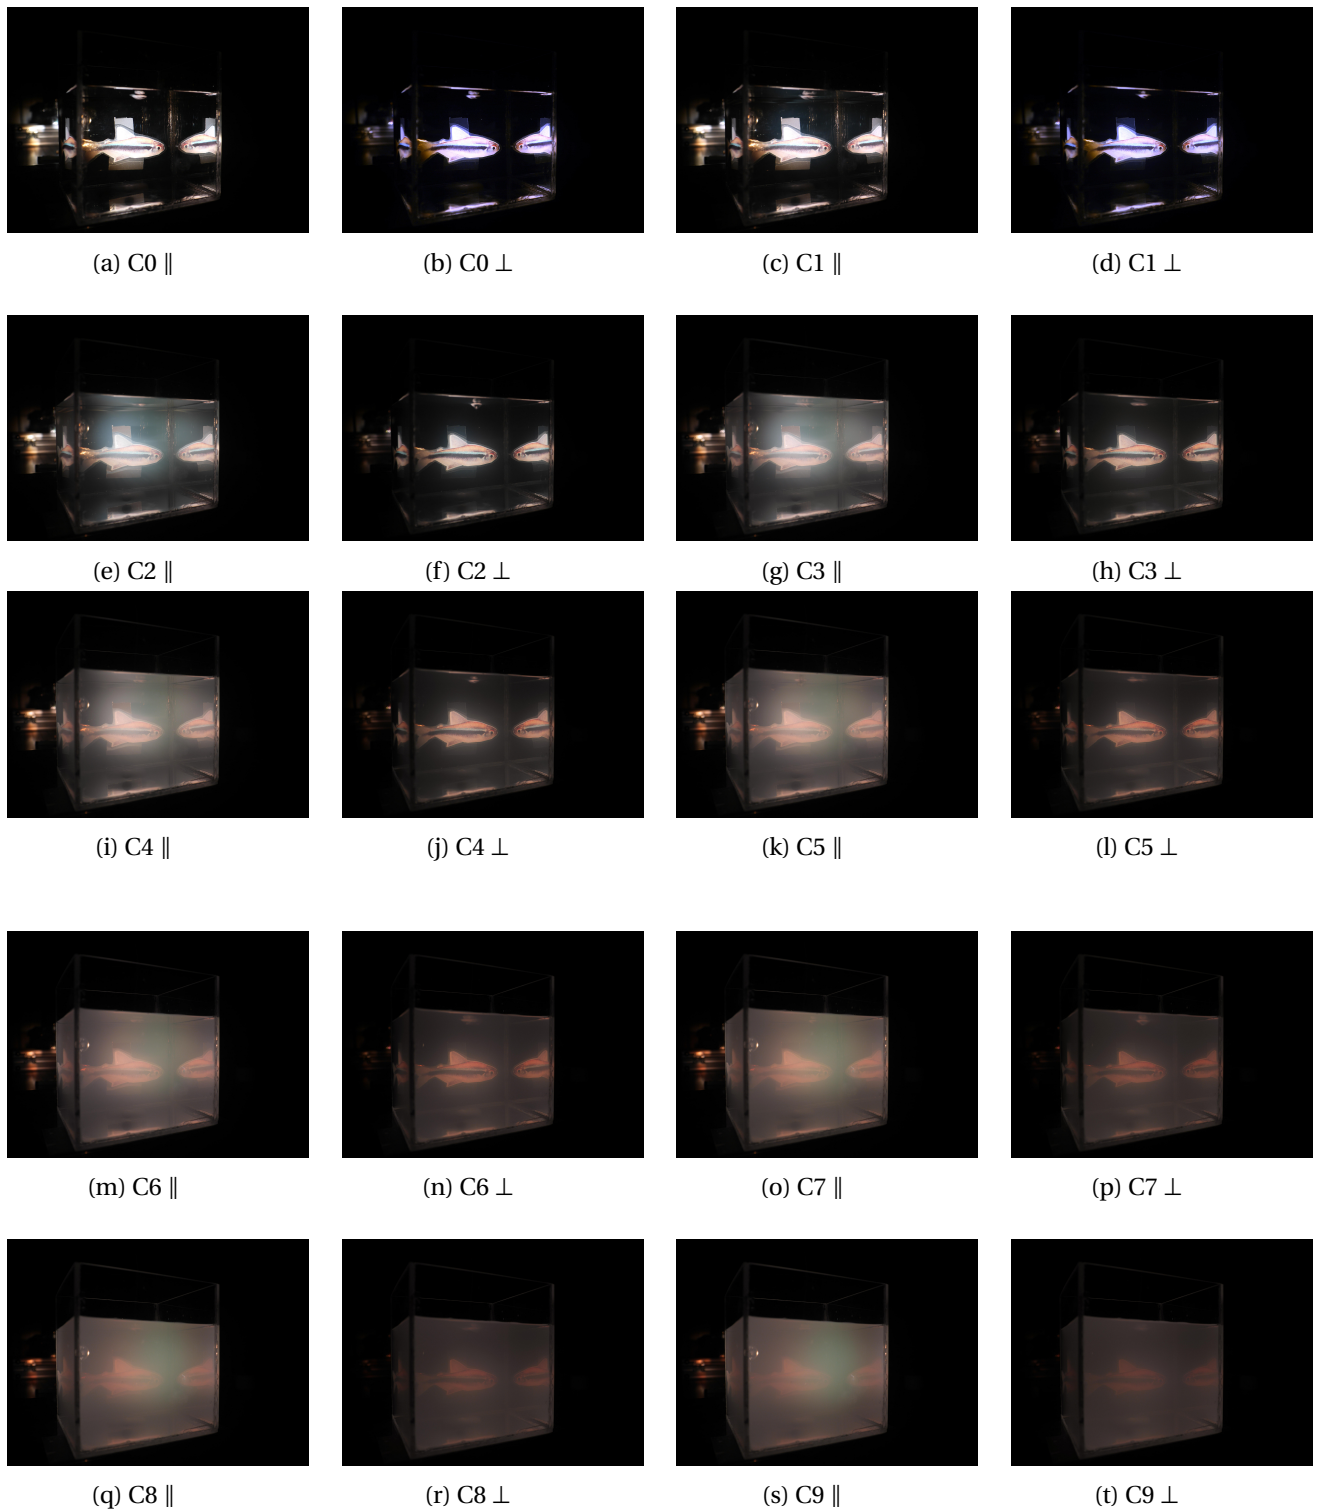 (a) C0 ∥ (b) C0 ⊥ (c) C1 ∥ (d) C1 ⊥
(e) C2 ∥ (f) C2 ⊥ (g) C3 ∥ (h) C3 ⊥
(i) C4 ∥ (j) C4 ⊥ (k) C5 ∥ (l) C5 ⊥
(m) C6 ∥ (n) C6 ⊥ (o) C7 ∥ (p) C7 ⊥
(q) C8 ∥ (r) C8 ⊥ (s) C9 ∥ (t) C9 ⊥